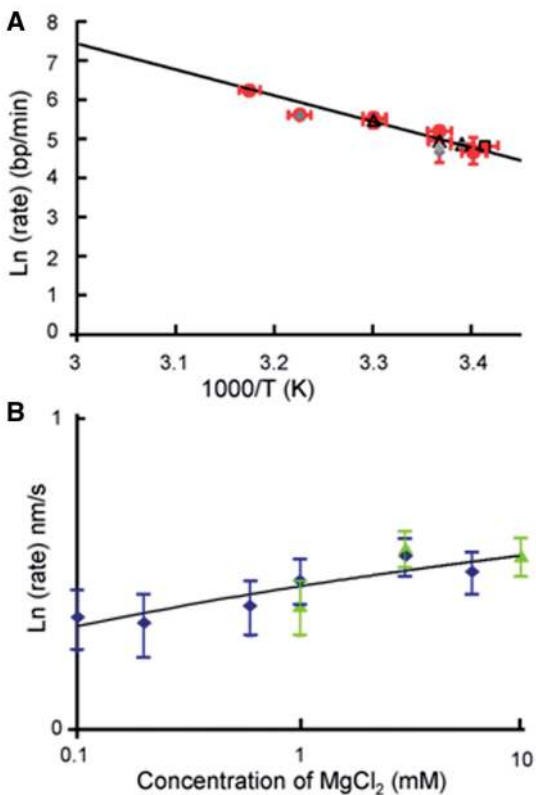 A
8
7
6
5
4
3
2
1
0
Ln (rate) (bp/min)
3 3.1 3.2 3.3 3.4
1000/T (K)
B
1
0
Ln (rate) nm/s
0.1 1 10
Concentration of MgCl₂ (mM)